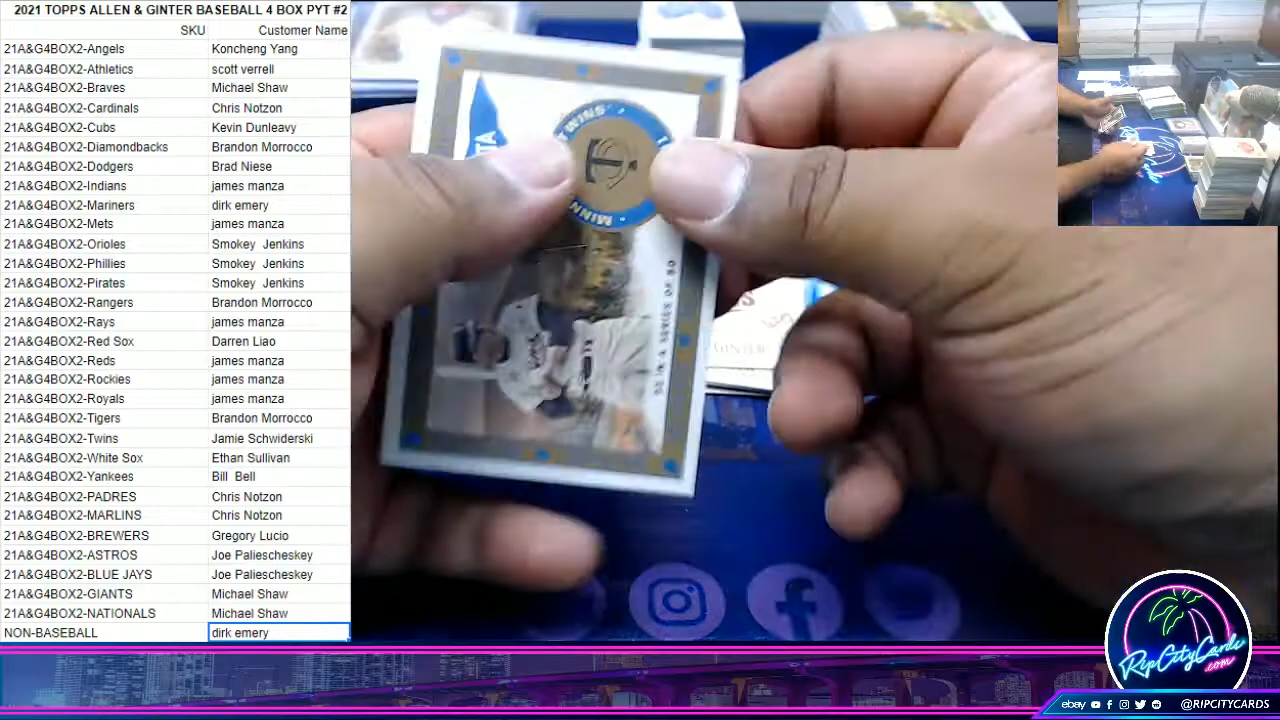 2021 TOPPS ALLEN & GINTER BASEBALL 4 BOX PYT #2
SKU Customer Name
21A&G4BOX2-Angels Koncheng Yang
21A&G4BOX2-Athletics scott verrell
21A&G4BOX2-Braves Michael Shaw
21A&G4BOX2-Cardinals Chris Notzon
21A&G4BOX2-Cubs Kevin Dunleavy
21A&G4BOX2-Diamondbacks Brandon Morrocco
21A&G4BOX2-Dodgers Brad Niese
21A&G4BOX2-Indians james manza
21A&G4BOX2-Mariners dirk emery
21A&G4BOX2-Mets james manza
21A&G4BOX2-Orioles Smokey Jenkins
21A&G4BOX2-Phillies Smokey Jenkins
21A&G4BOX2-Pirates Smokey Jenkins
21A&G4BOX2-Rangers Brandon Morrocco
21A&G4BOX2-Rays james manza
21A&G4BOX2-Red Sox Darren Liao
21A&G4BOX2-Reds james manza
21A&G4BOX2-Rockies james manza
21A&G4BOX2-Royals james manza
21A&G4BOX2-Tigers Brandon Morrocco
21A&G4BOX2-Twins Jamie Schwiderski
21A&G4BOX2-White Sox Ethan Sullivan
21A&G4BOX2-Yankees Bill Bell
21A&G4BOX2-PADRES Chris Notzon
21A&G4BOX2-MARLINS Chris Notzon
21A&G4BOX2-BREWERS Gregory Lucio
21A&G4BOX2-ASTROS Joe Paliescheskey
21A&G4BOX2-BLUE JAYS Joe Paliescheskey
21A&G4BOX2-GIANTS Michael Shaw
21A&G4BOX2-NATIONALS Michael Shaw
NON-BASEBALL dirk emery
TWINS
MINN
GINTER
RipCityCards
.com
ebay @RIPCITYCARDS